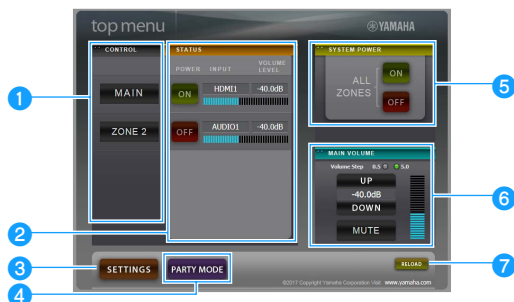 top menu
YAMAHA
CONTROL
STATUS
SYSTEM POWER
POWER INPUT VOLUME LEVEL
MAIN
ON HDMI1 -40.0dB
ALL ZONES
ON
OFF
ZONE 2
OFF AUDIO1 -40.0dB
MAIN VOLUME
Volume Step 0.5 5.0
UP
-40.0dB
DOWN
MUTE
SETTINGS
PARTY MODE
RELOAD
©2017 Copyright Yamaha Corporation Visit www.yamaha.com
1
2
3
4
5
6
7